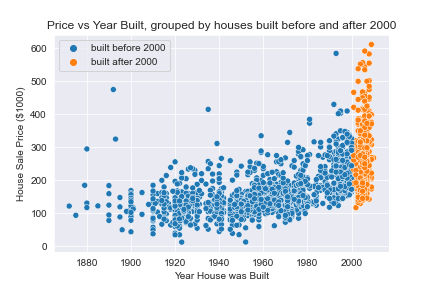 Price vs Year Built, grouped by houses built before and after 2000
built before 2000
built after 2000
House Sale Price ($1000)
600
500
400
300
200
100
0
1880 1900 1920 1940 1960 1980 2000
Year House was Built